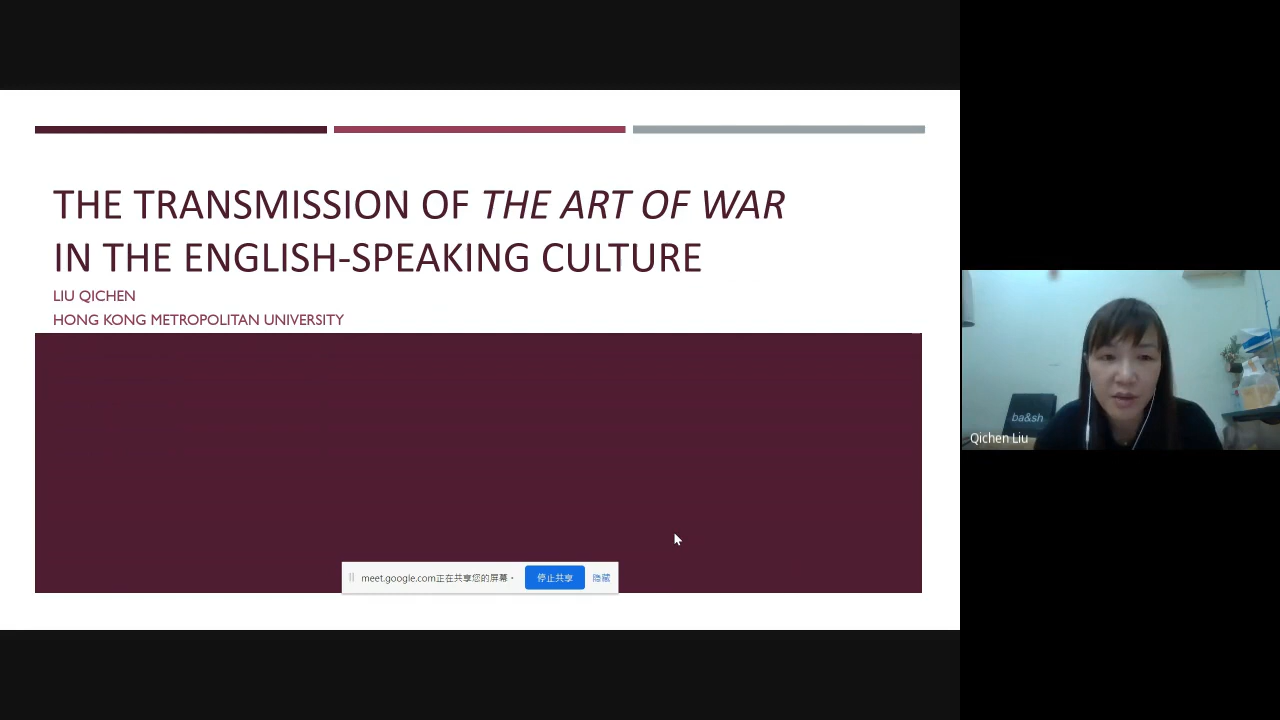 THE TRANSMISSION OF THE ART OF WAR
IN THE ENGLISH-SPEAKING CULTURE
LIU QICHEN
HONG KONG METROPOLITAN UNIVERSITY
meet.google.com正在共享您的屏幕。
停止共享
隐藏
ba&sh
Qichen Liu